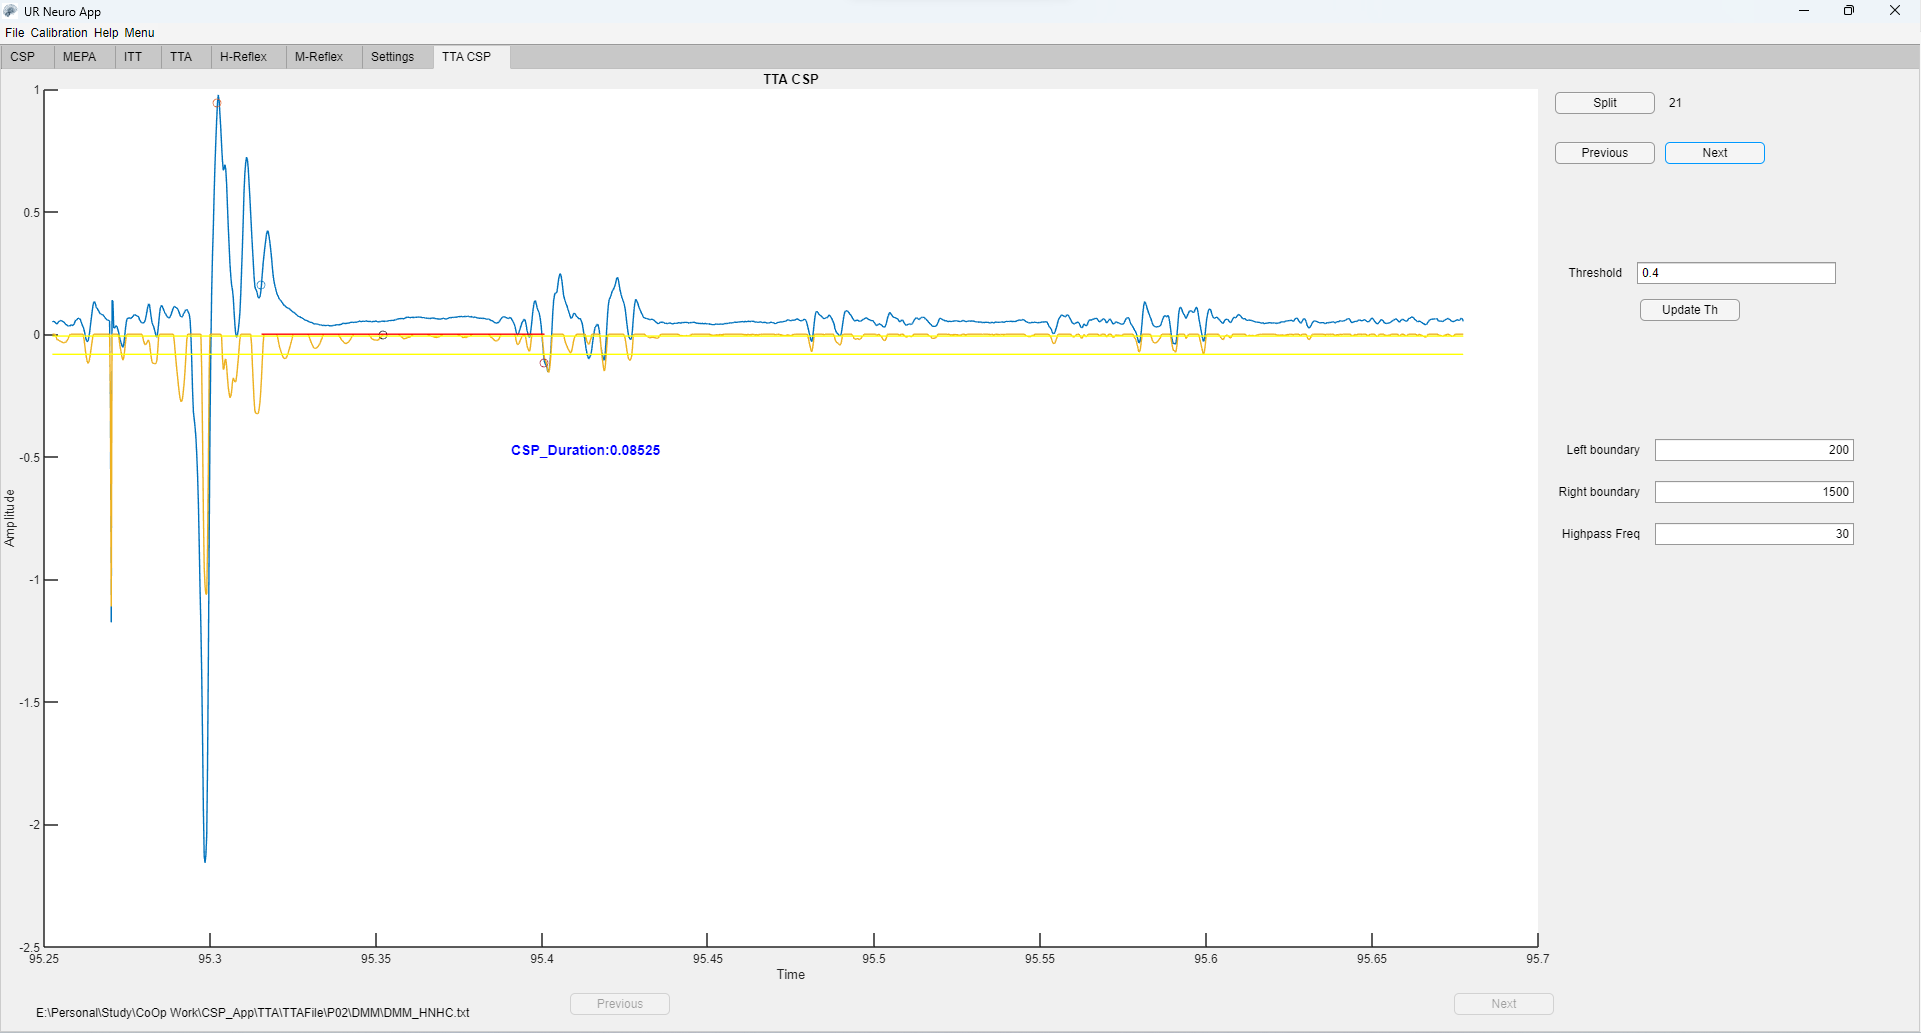 UR Neuro App
File Calibration Help Menu
CSP MEPA ITT TTA H-Reflex M-Reflex Settings TTA CSP
TTA CSP
1
0.5
0
-0.5
-1
-1.5
-2
-2.5
Amplitude
CSP_Duration:0.08525
95.25 95.3 95.35 95.4 95.45 95.5 95.55 95.6 95.65 95.7
Time
Split 21
Previous Next
Threshold 0.4
Update Th
Left boundary 200
Right boundary 1500
Highpass Freq 30
Previous Next
E:\Personal\Study\CoOp Work\CSP_App\TTA\TTAFile\P02\DMM\DMM_HNHC.txt